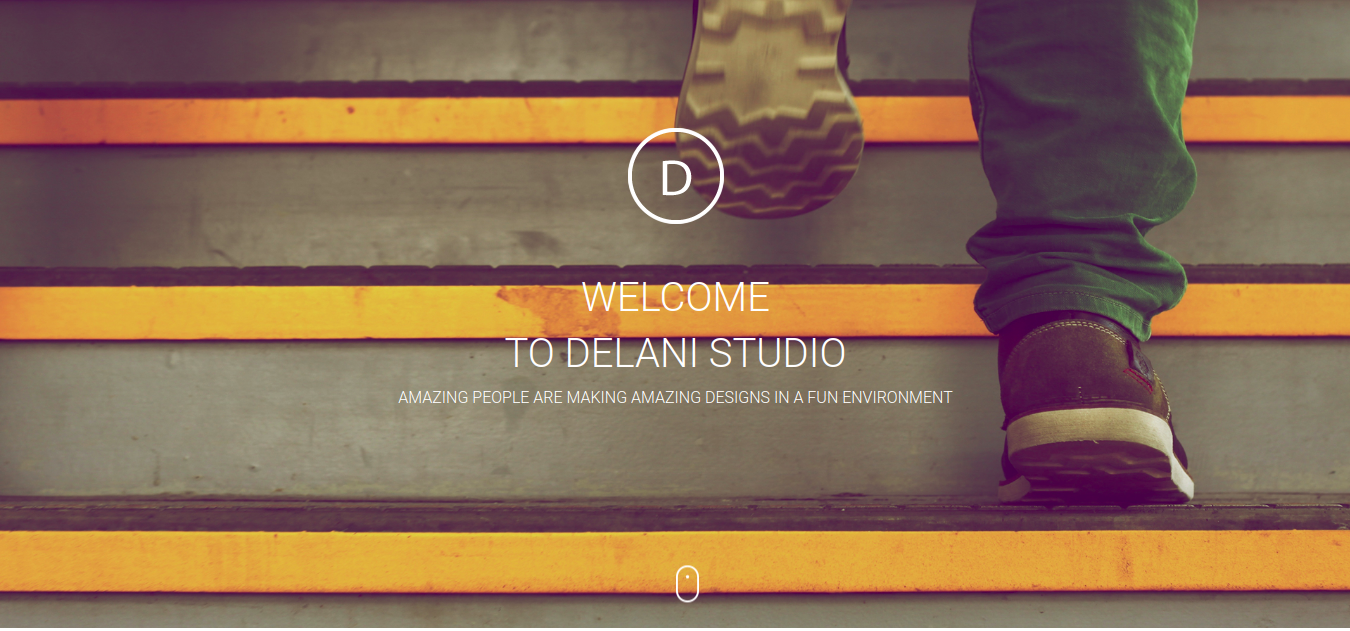 D
WELCOME
TO DELANI STUDIO
AMAZING PEOPLE ARE MAKING AMAZING DESIGNS IN A FUN ENVIRONMENT